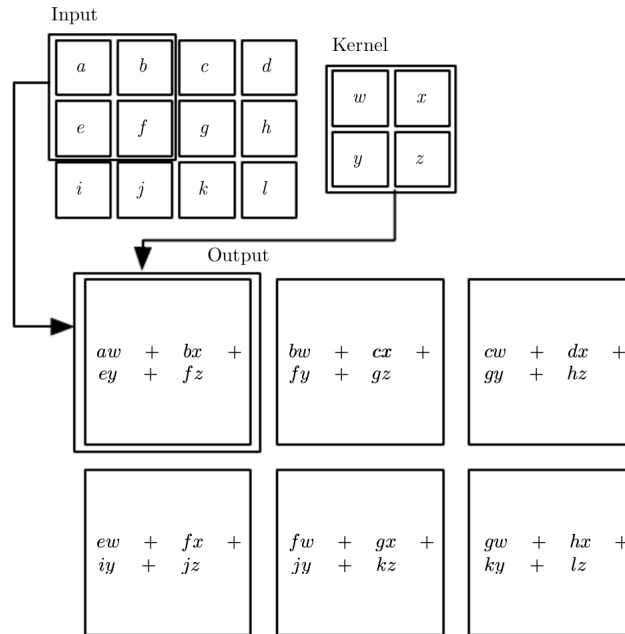 Input
Kernel
a b c d
w x
e f g h
y z
i j k l
Output
aw + bx +
ey + fz
bw + cx +
fy + gz
cw + dx +
gy + hz
ew + fx +
iy + jz
fw + gx +
jy + kz
gw + hx +
ky + lz